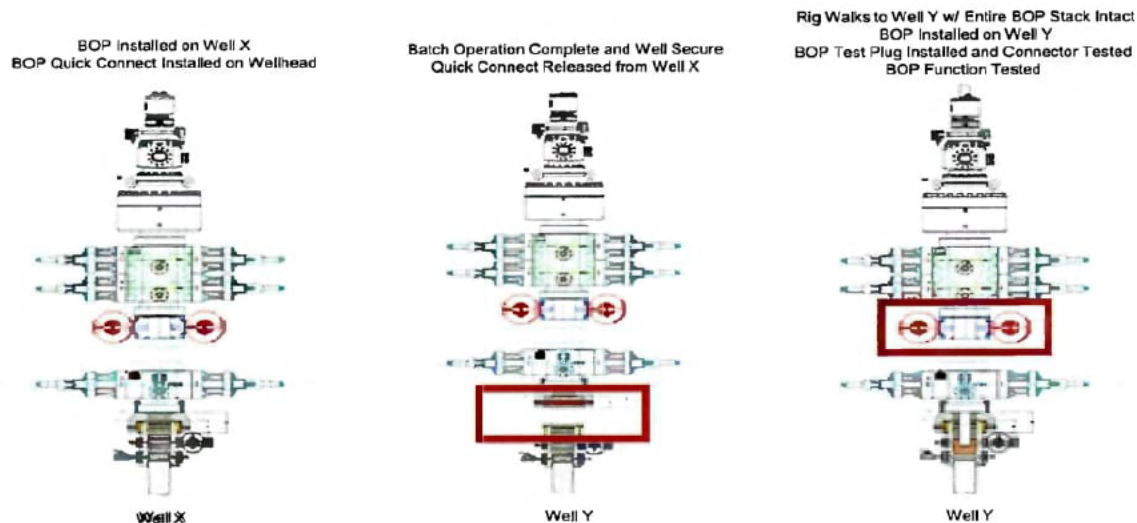 BOP Installed on Well X
BOP Quick Connect Installed on Wellhead
Batch Operation Complete and Well Secure
Quick Connect Released from Well X
Rig Walks to Well Y w/ Entire BOP Stack Intact
BOP Installed on Well Y
BOP Test Plug Installed and Connector Tested
BOP Function Tested
Well X
Well Y
Well Y